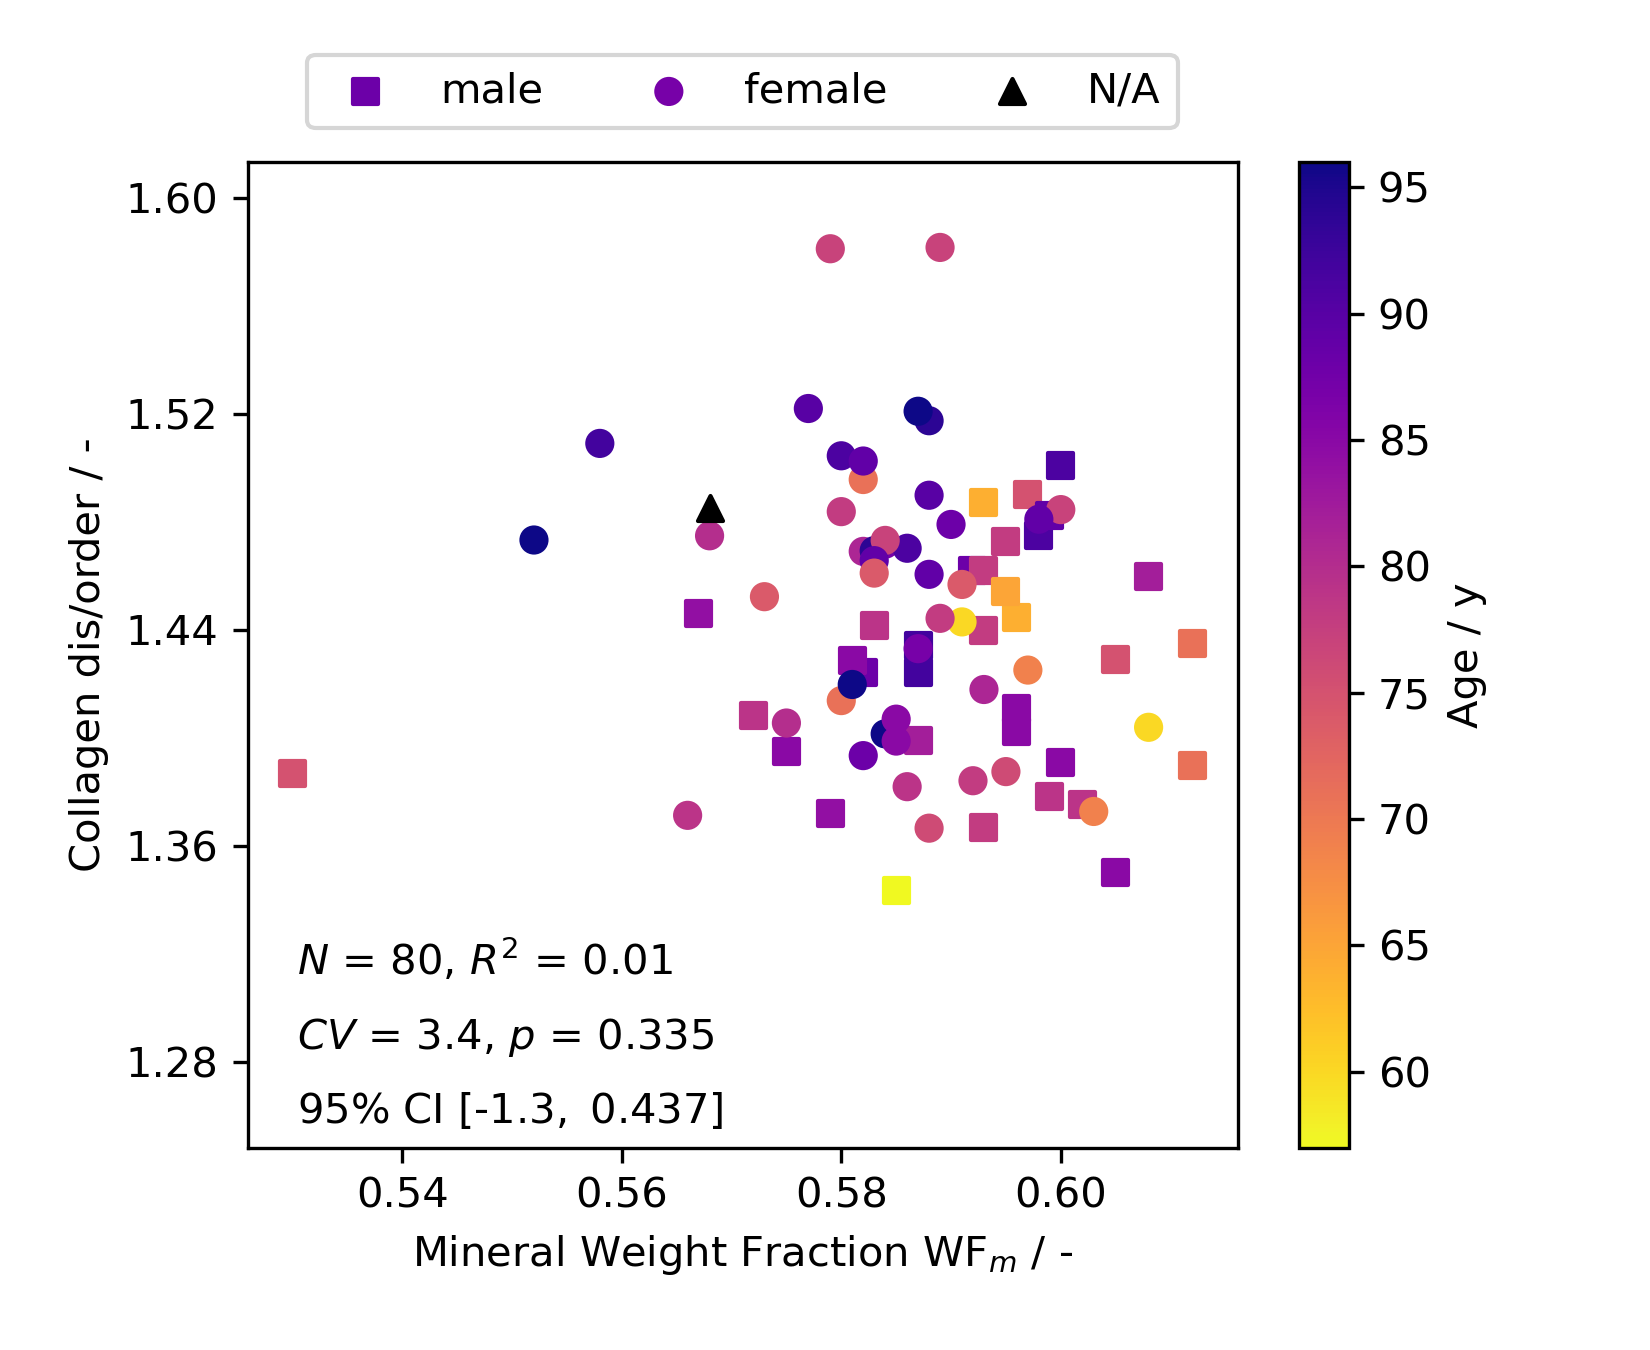 male female N/A
1.60
1.52
1.44
1.36
1.28
Collagen dis/order / -
N = 80, R² = 0.01
CV = 3.4, p = 0.335
95% CI [-1.3, 0.437]
0.54 0.56 0.58 0.60
Mineral Weight Fraction WFₘ / -
95
90
85
80
75
70
65
60
Age / y